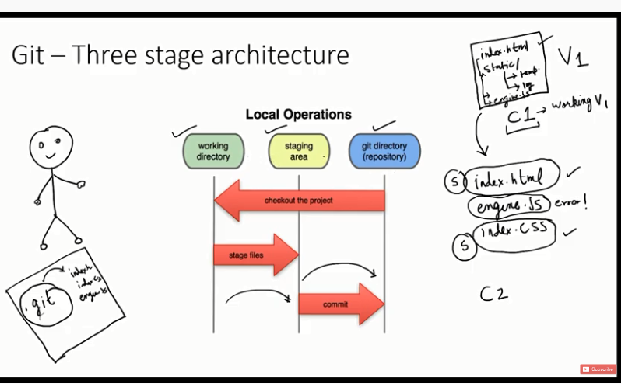 Git – Three stage architecture
index.html
static/
engine.js
V1
C1 → working V1
Local Operations
working
directory
staging
area
git directory
(repository)
checkout the project
stage files
commit
S index.html
engine.JS error!
S index.CSS
C2
.git